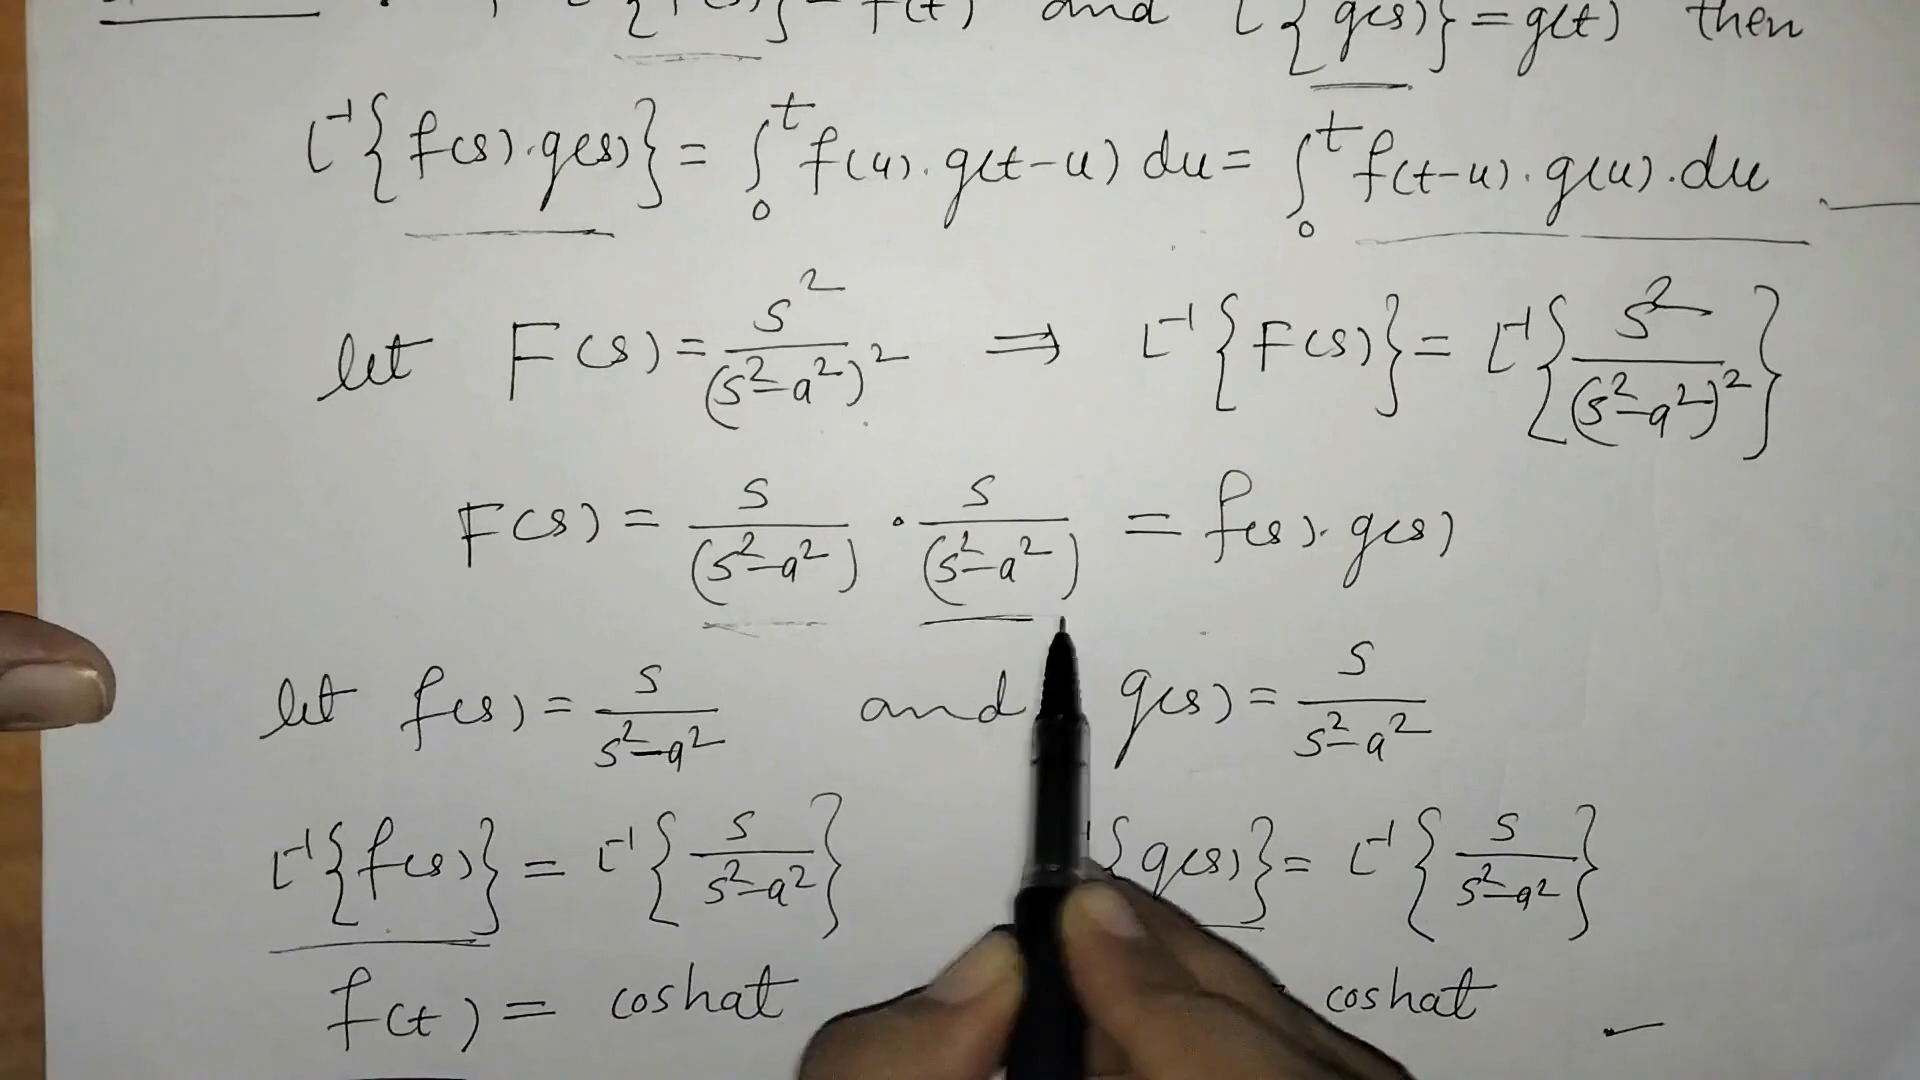 L{f(s)} = f(t) and L{g(s)} = g(t) then
L⁻¹{f(s).g(s)} = ∫₀ᵗ f(u).g(t-u) du = ∫₀ᵗ f(t-u).g(u).du
let F(s) = s²/(s²-a²)² ⇒ L⁻¹{F(s)} = L⁻¹{s²/(s²-a²)²}
F(s) = s/(s²-a²) · s/(s²-a²) = f(s).g(s)
let f(s) = s/s²-a² and g(s) = s/s²-a²
L⁻¹{f(s)} = L⁻¹{s/s²-a²} {g(s)} = L⁻¹{s/s²-a²}
f(t) = coshat coshat